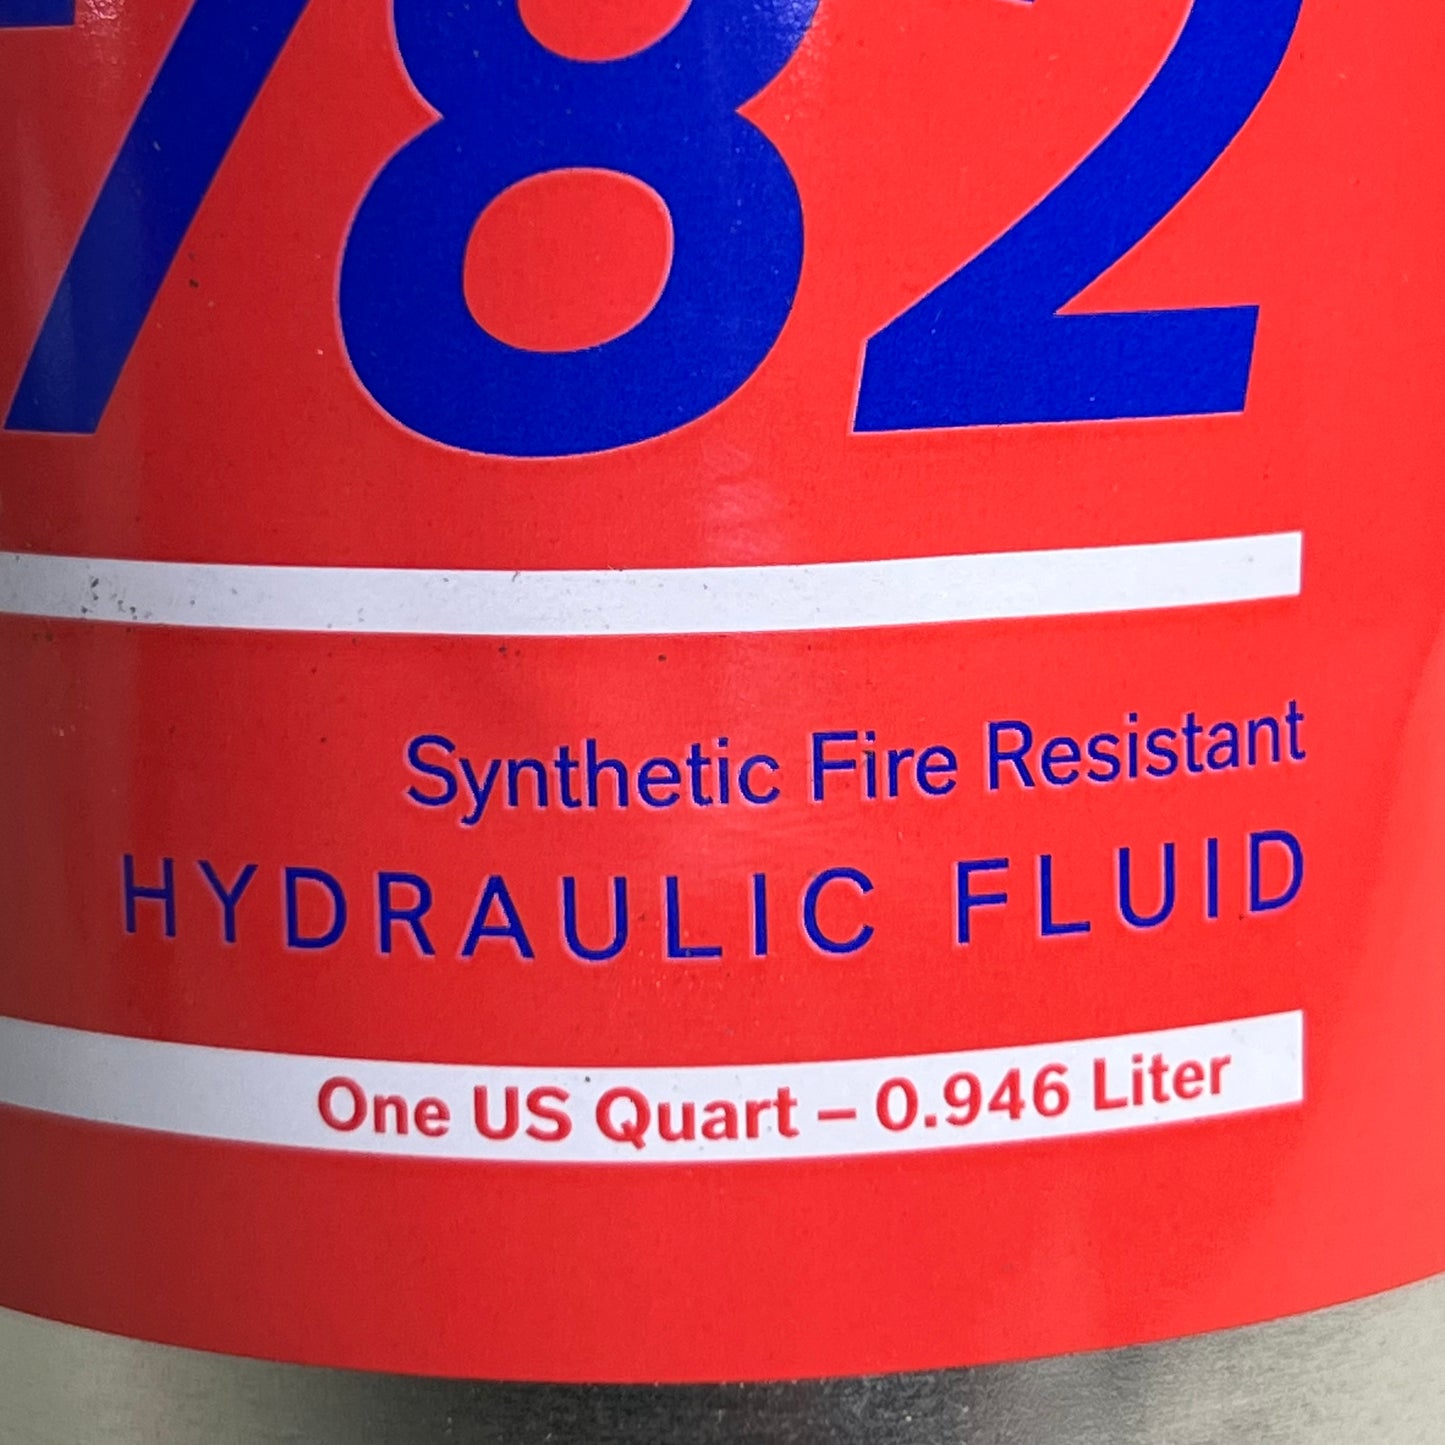 782
Synthetic Fire Resistant
HYDRAULIC FLUID
One US Quart – 0.946 Liter